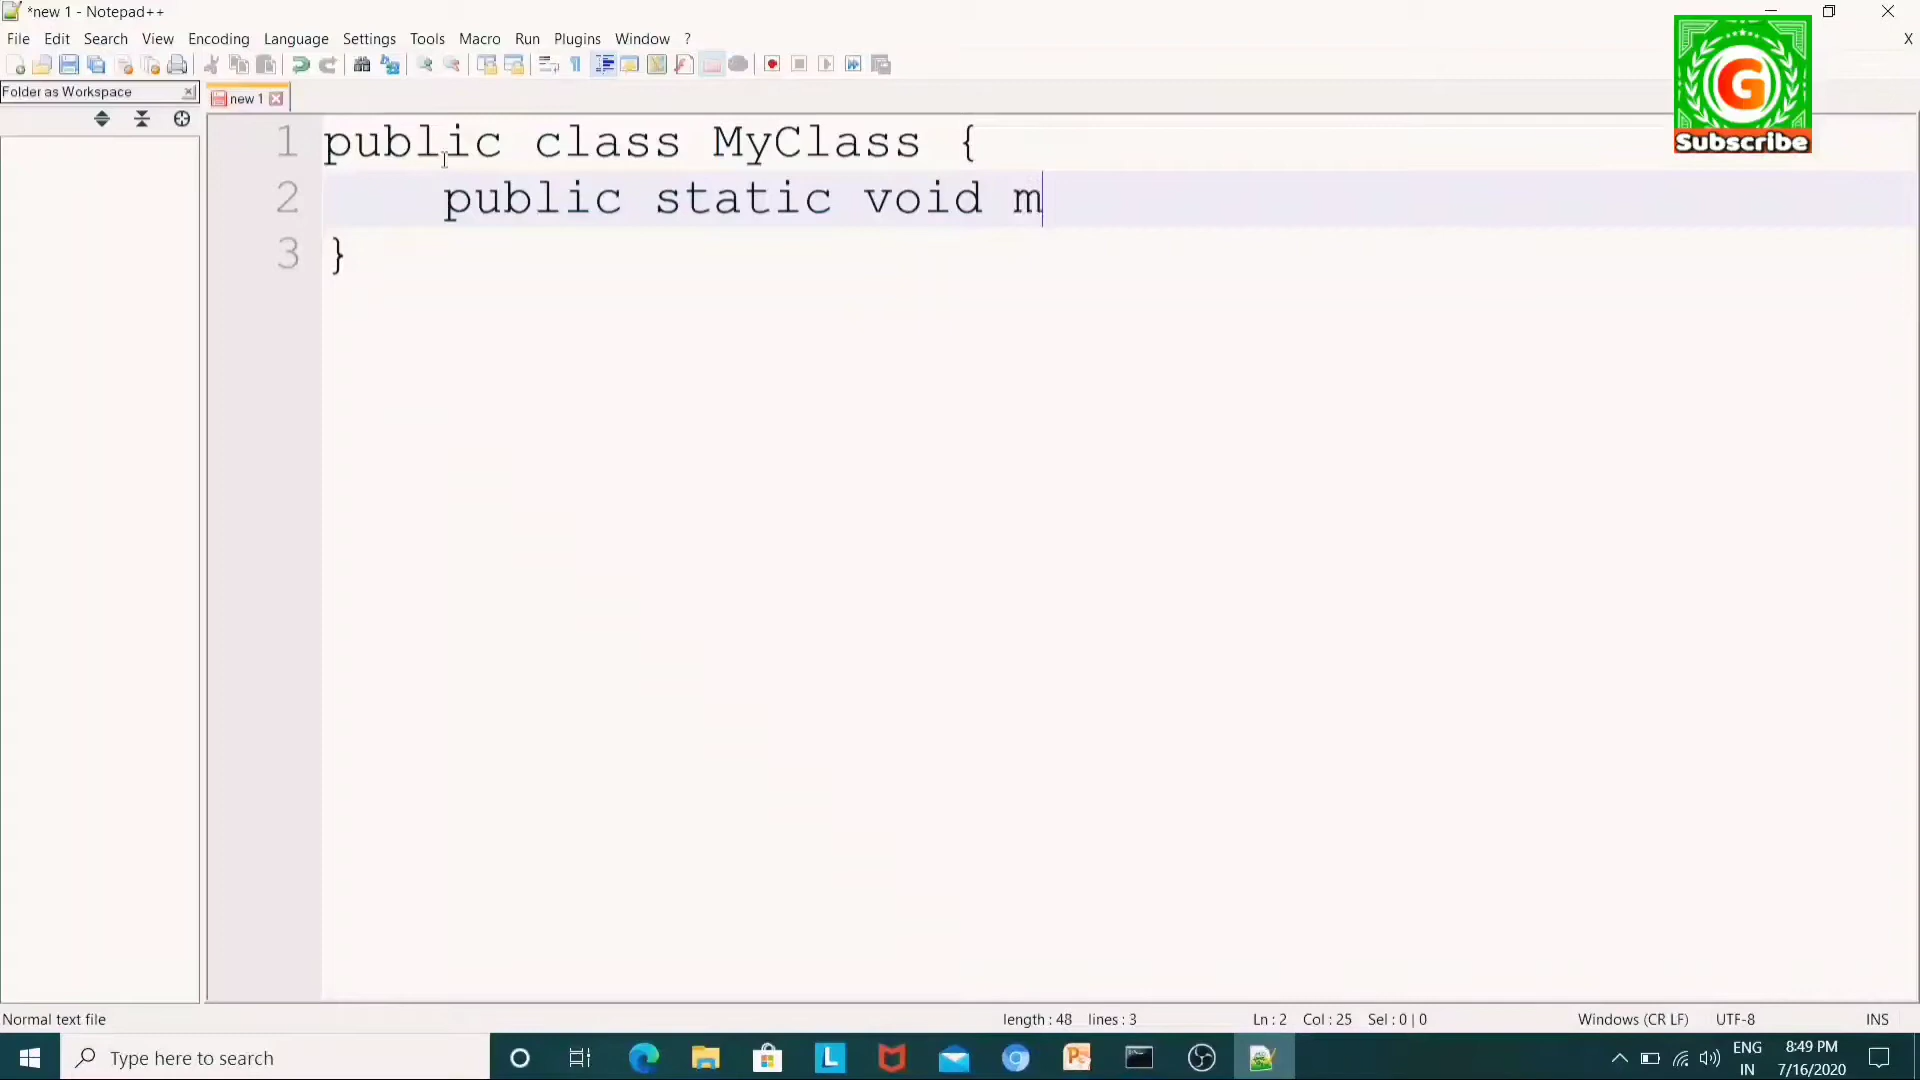 *new 1 - Notepad++
File Edit Search View Encoding Language Settings Tools Macro Run Plugins Window ? X
Folder as Workspace
new 1
G
Subscribe
1 public class MyClass {
2     public static void m
3 }
Normal text file length : 48 lines : 3 Ln : 2 Col : 25 Sel : 0 | 0 Windows (CR LF) UTF-8 INS
Type here to search
L
ENG
IN
8:49 PM
7/16/2020